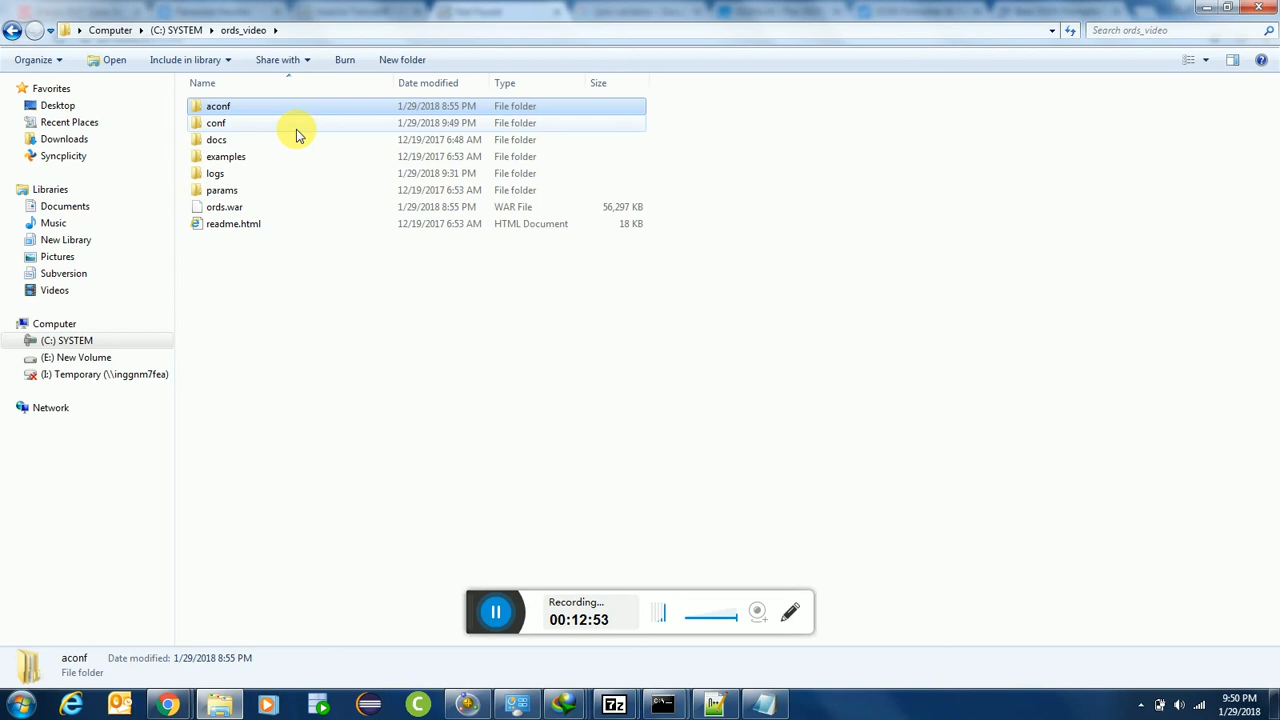 Computer (C:) SYSTEM ords_video
Search ords_video
Organize Open Include in library Share with Burn New folder
Name Date modified Type Size
Favorites
Desktop
Recent Places
Downloads
Syncplicity
Libraries
Documents
Music
New Library
Pictures
Subversion
Videos
Computer
(C:) SYSTEM
(E:) New Volume
(I:) Temporary (\\inggnm7fea)
Network
aconf 1/29/2018 8:55 PM File folder
conf 1/29/2018 9:49 PM File folder
docs 12/19/2017 6:48 AM File folder
examples 12/19/2017 6:53 AM File folder
logs 1/29/2018 9:31 PM File folder
params 12/19/2017 6:53 AM File folder
ords.war 1/29/2018 8:55 PM WAR File 56,297 KB
readme.html 12/19/2017 6:53 AM HTML Document 18 KB
Recording...
00:12:53
aconf Date modified: 1/29/2018 8:55 PM
File folder
7z
C:\
9:50 PM
1/29/2018